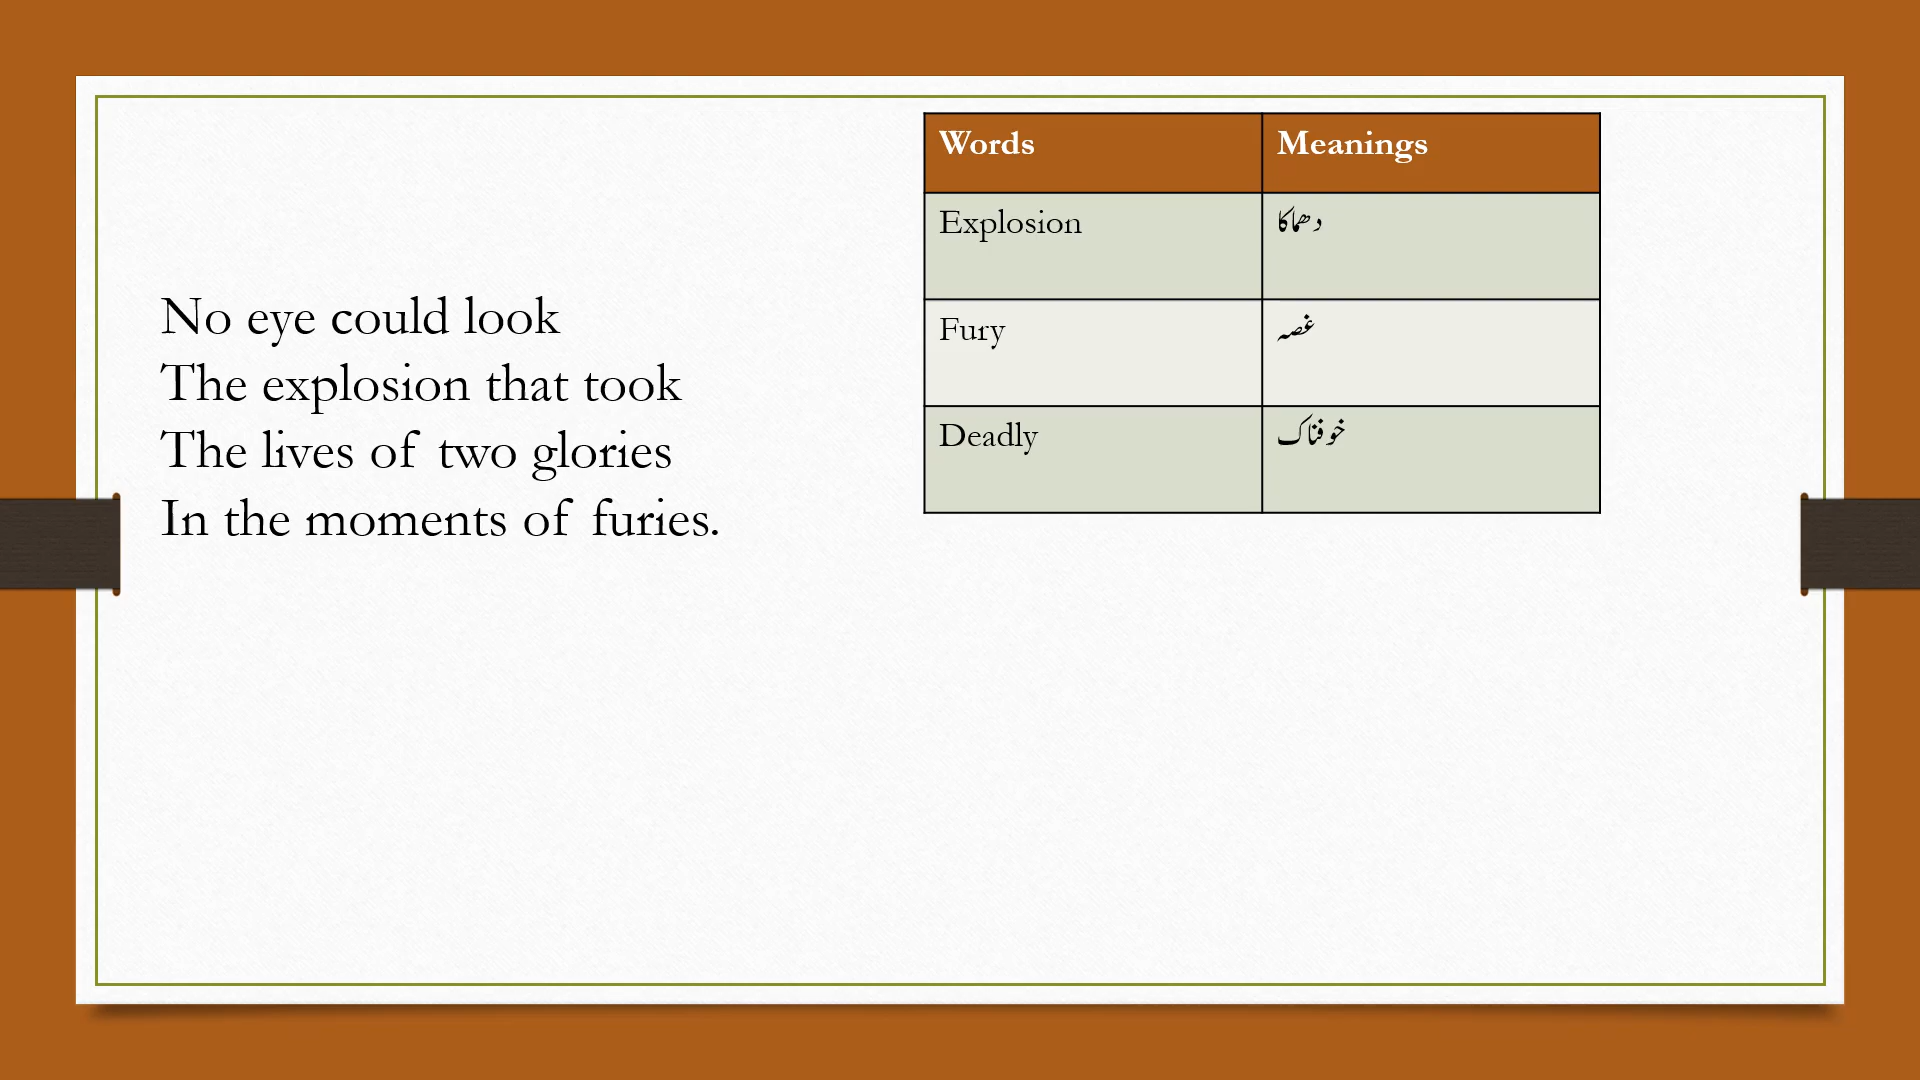 No eye could look
The explosion that took
The lives of two glories
In the moments of furies.
Words Meanings
Explosion دھماکا
Fury غصہ
Deadly خوفناک